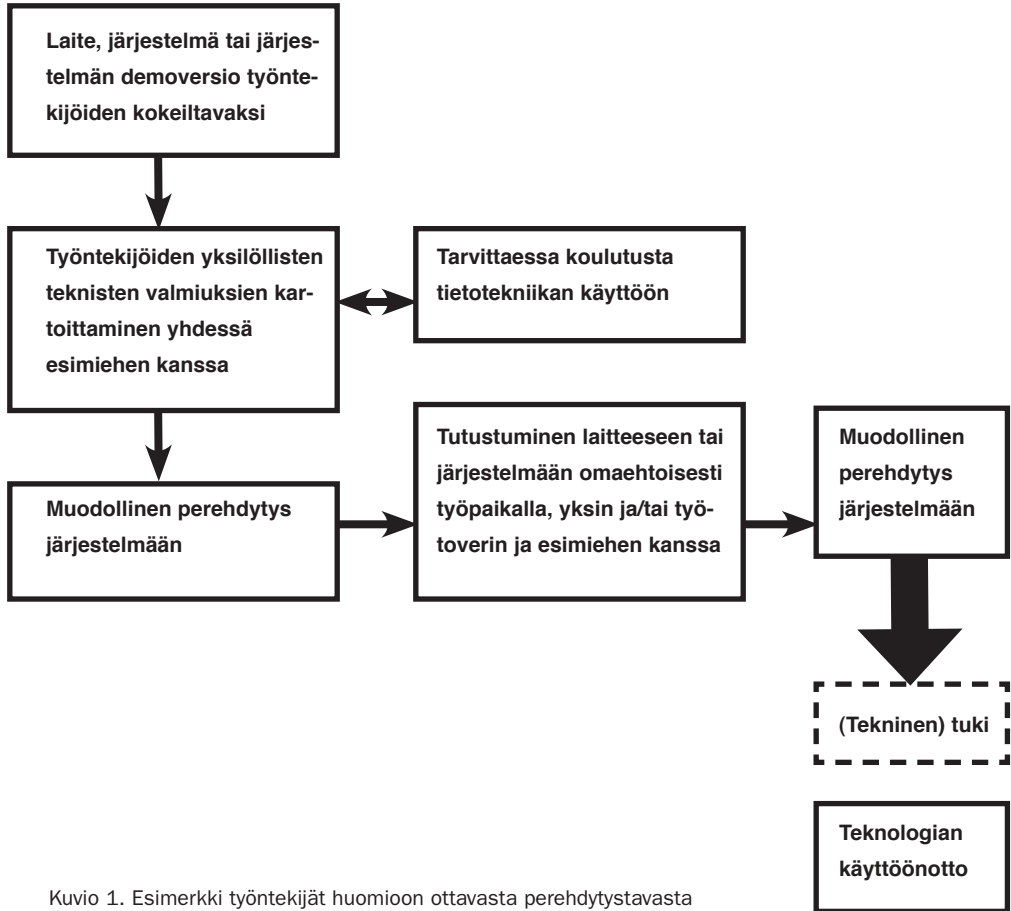 Laite, järjestelmä tai järjes-
telmän demoversio työnte-
kijöiden kokeiltavaksi
Työntekijöiden yksilöllisten
teknisten valmiuksien kar-
toittaminen yhdessä
esimiehen kanssa
Tarvittaessa koulutusta
tietotekniikan käyttöön
Muodollinen perehdytys
järjestelmään
Tutustuminen laitteeseen tai
järjestelmään omaehtoisesti
työpaikalla, yksin ja/tai työ-
toverin ja esimiehen kanssa
Muodollinen
perehdytys
järjestelmään
(Tekninen) tuki
Teknologian
käyttöönotto
Kuvio 1. Esimerkki työntekijät huomioon ottavasta perehdytystavasta